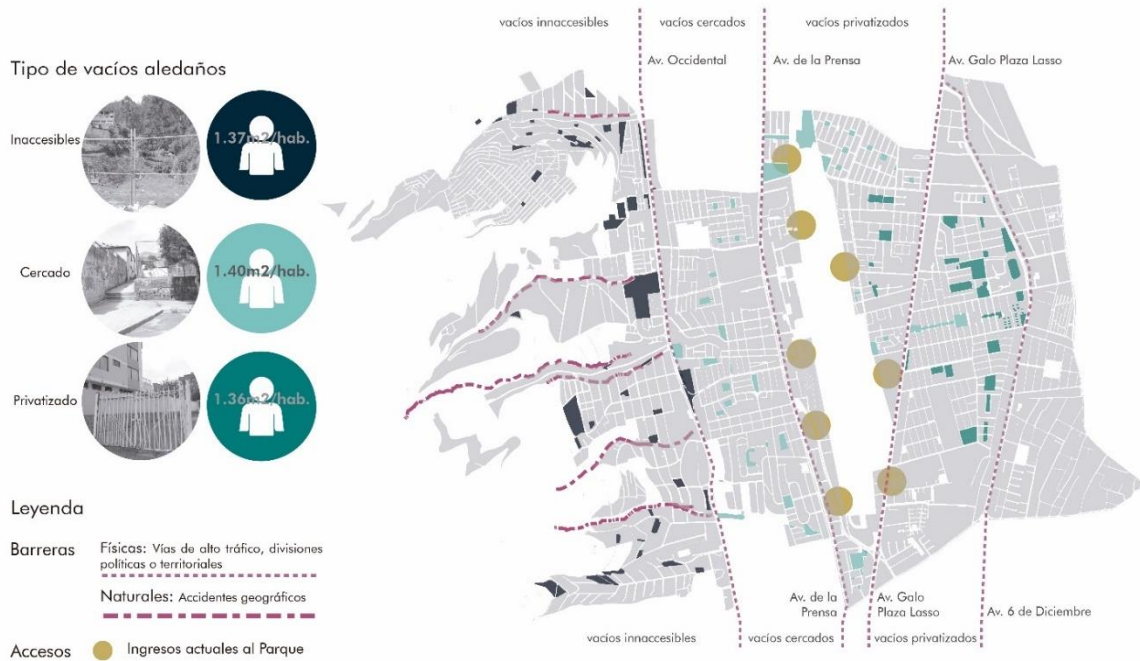 vacíos innaccesibles
vacíos cercados
vacíos privatizados
Av. Occidental
Av. de la Prensa
Av. Galo Plaza Lasso
Tipo de vacíos aledaños
Inaccesibles
1.37m2/hab.
Cercado
1.40m2/hab.
Privatizado
1.36m2/hab.
Leyenda
Barreras
Físicas: Vías de alto tráfico, divisiones
políticas o territoriales
Naturales: Accidentes geográficos
Accesos
Ingresos actuales al Parque
Av. de la
Prensa
Av. Galo
Plaza Lasso
Av. 6 de Diciembre
vacíos innaccesibles
vacíos cercados
vacíos privatizados